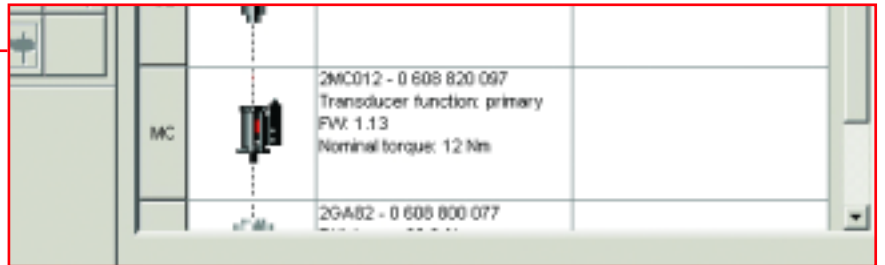 2MC012 - 0 608 820 097
Transducer function: primary
FW: 1.13
MC
Nominal torque: 12 Nm
2GA82 - 0 608 800 077